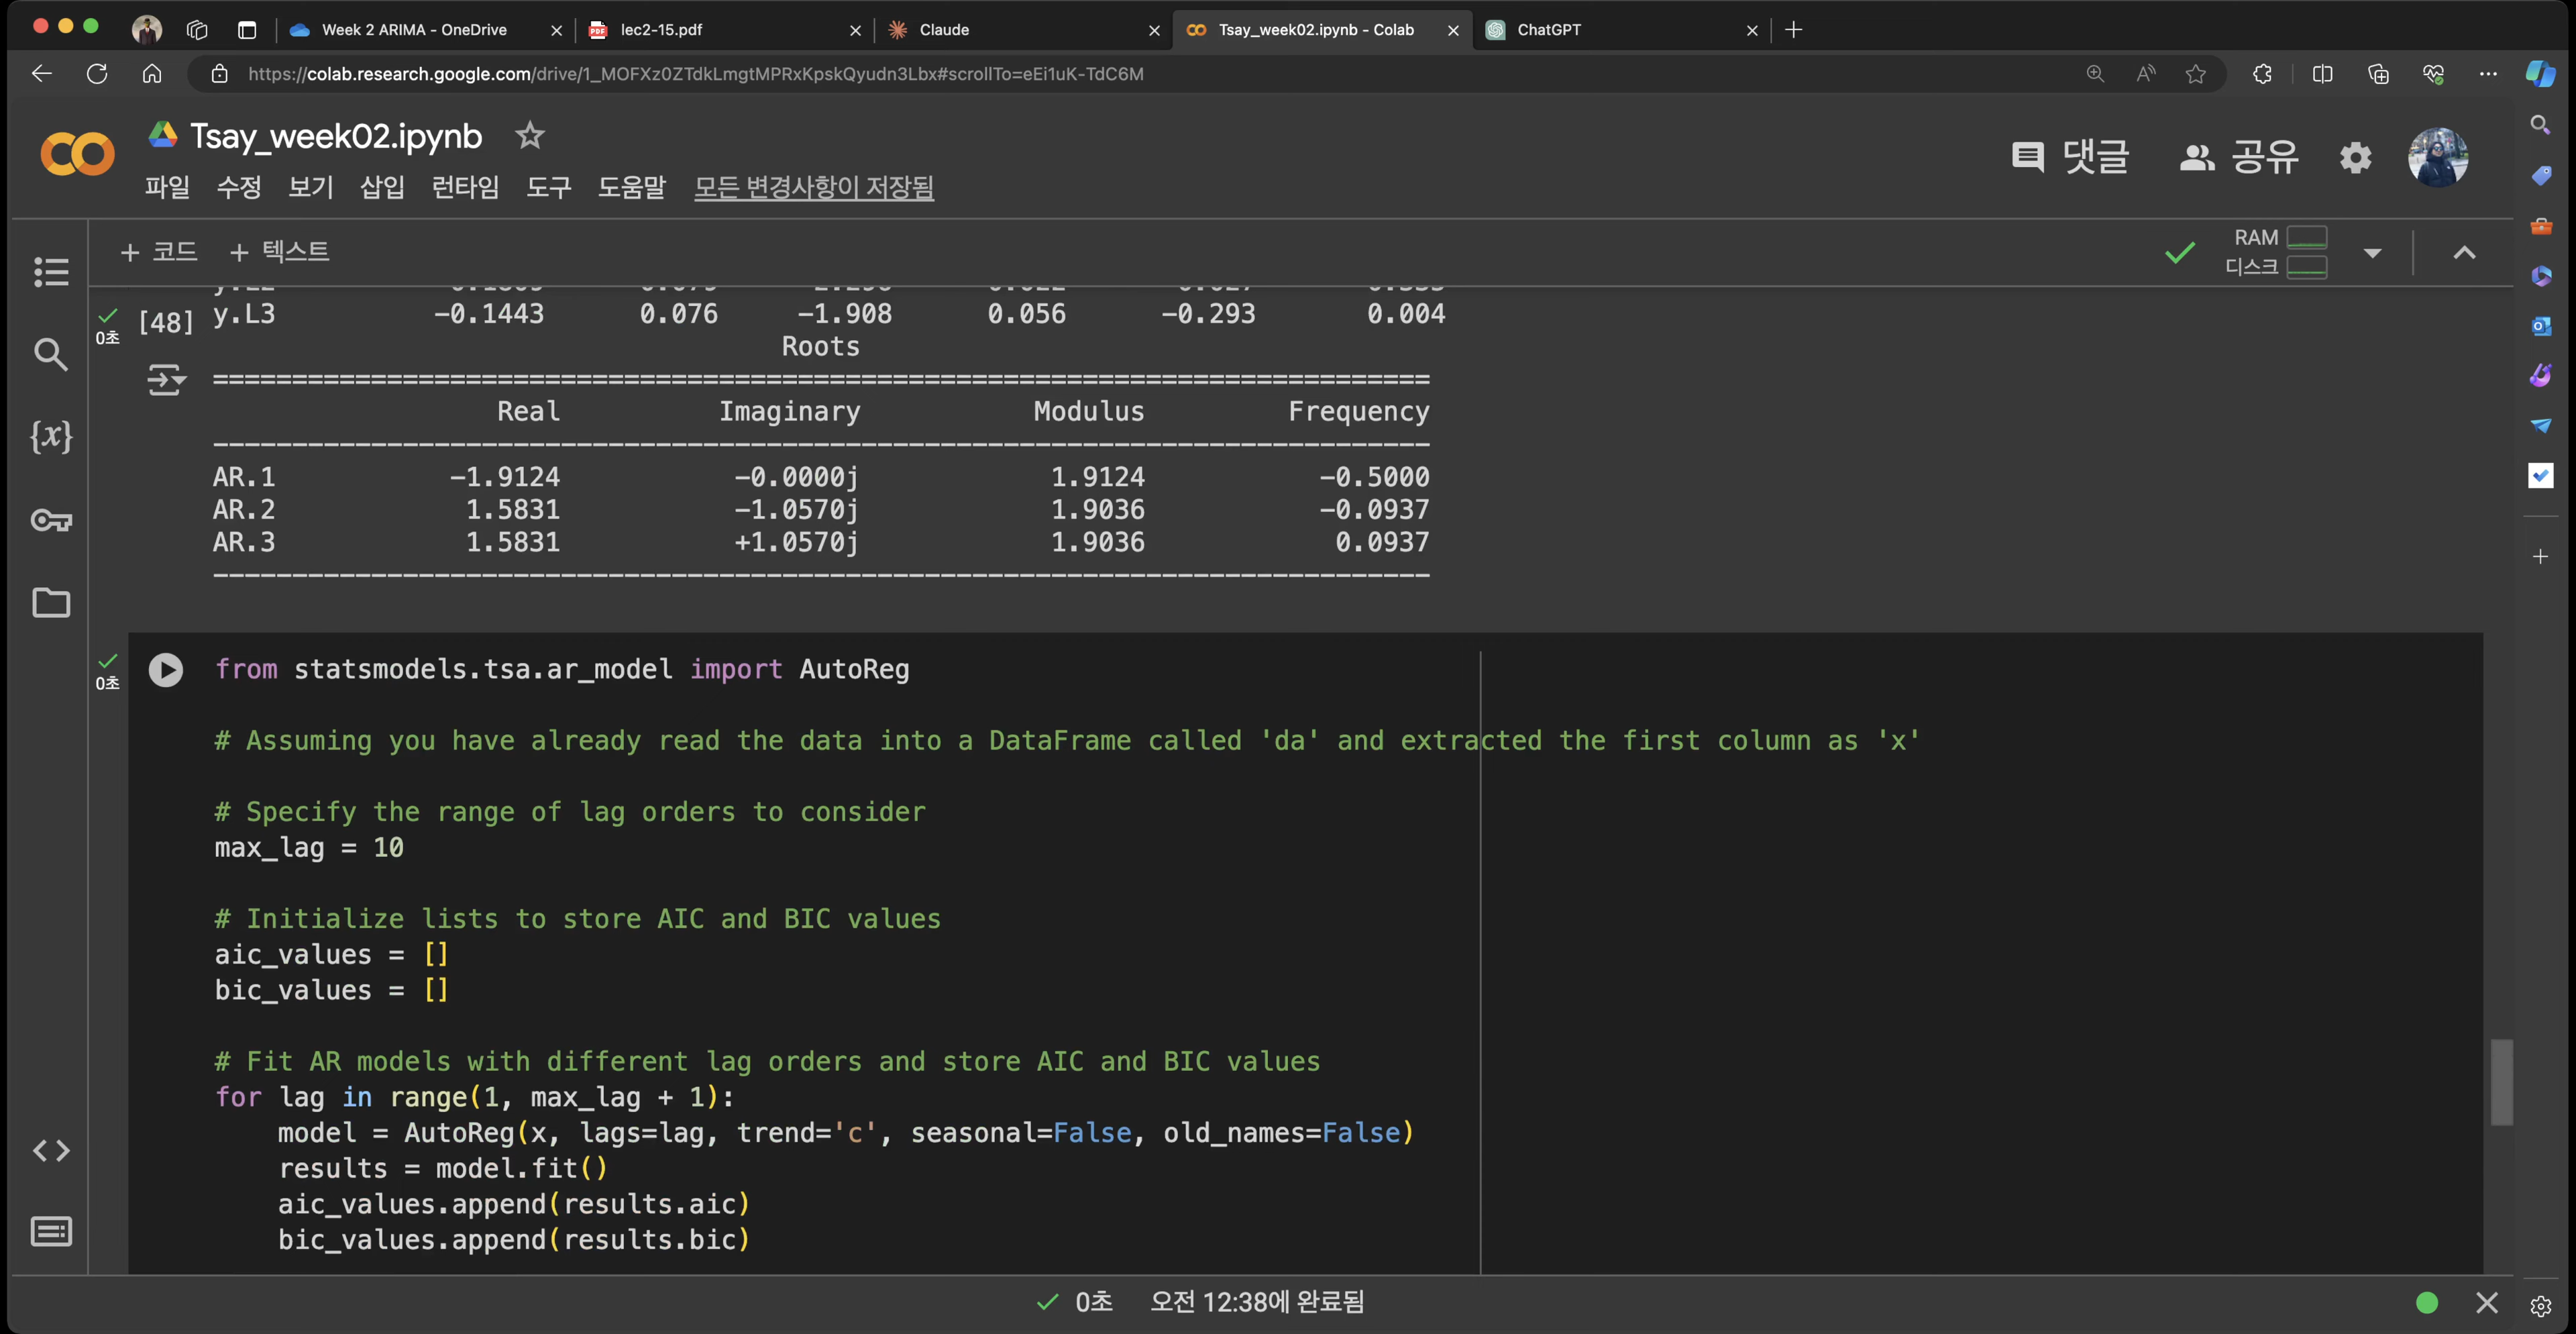 Week 2 ARIMA - OneDrive
lec2-15.pdf
Claude
Tsay_week02.ipynb - Colab
ChatGPT
https://colab.research.google.com/drive/1_MOFXz0ZTdkLmgtMPRxKpskQyudn3Lbx#scrollTo=eEi1uK-TdC6M
Tsay_week02.ipynb
댓글 공유
파일 수정 보기 삽입 런타임 도구 도움말 모든 변경사항이 저장됨
+ 코드 + 텍스트
RAM
디스크
[48] y.L3 -0.1443 0.076 -1.908 0.056 -0.293 0.004
0초
Roots
==============================================================================
Real Imaginary Modulus Frequency
------------------------------------------------------------------------------
AR.1 -1.9124 -0.0000j 1.9124 -0.5000
AR.2 1.5831 -1.0570j 1.9036 -0.0937
AR.3 1.5831 +1.0570j 1.9036 0.0937
------------------------------------------------------------------------------
0초
from statsmodels.tsa.ar_model import AutoReg
# Assuming you have already read the data into a DataFrame called 'da' and extracted the first column as 'x'
# Specify the range of lag orders to consider
max_lag = 10
# Initialize lists to store AIC and BIC values
aic_values = []
bic_values = []
# Fit AR models with different lag orders and store AIC and BIC values
for lag in range(1, max_lag + 1):
model = AutoReg(x, lags=lag, trend='c', seasonal=False, old_names=False)
results = model.fit()
aic_values.append(results.aic)
bic_values.append(results.bic)
0초 오전 12:38에 완료됨